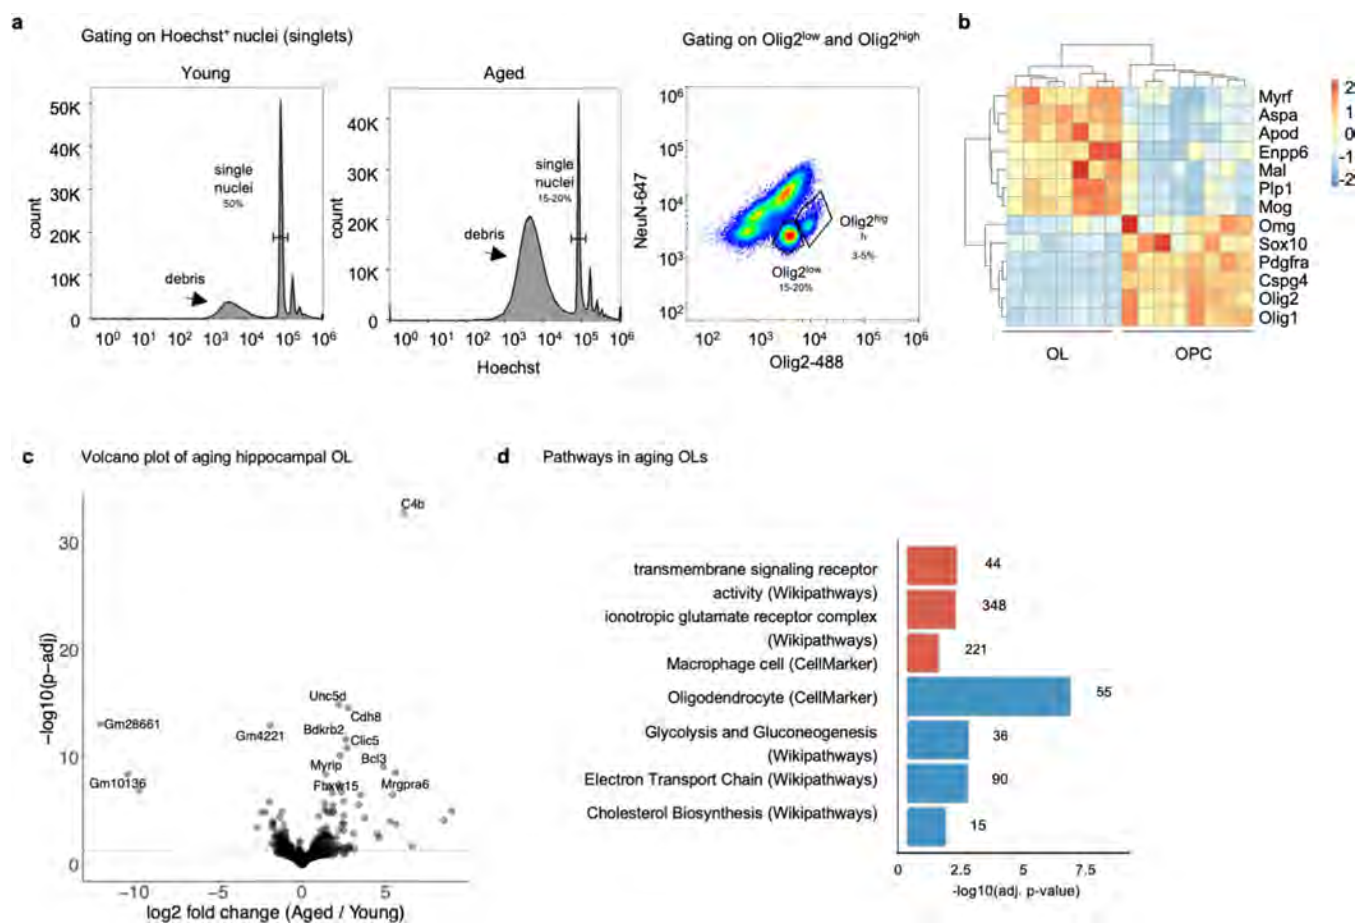 a
Gating on Hoechst⁺ nuclei (singlets)
Young
50K
40K
30K
20K
10K
0
count
single
nuclei
50%
debris
10⁰ 10¹ 10² 10³ 10⁴ 10⁵ 10⁶
Aged
40K
30K
20K
10K
0
count
single
nuclei
15-20%
debris
10⁰ 10¹ 10² 10³ 10⁴ 10⁵ 10⁶
Hoechst
Gating on Olig2ˡᵒʷ and Olig2ʰⁱᵍʰ
10⁶
10⁵
10⁴
10³
10²
NeuN-647
Olig2ʰⁱᵍ
h
3-5%
Olig2ˡᵒʷ
15-20%
10² 10³ 10⁴ 10⁵ 10⁶
Olig2-488
b
2
1
0
-1
-2
Myrf
Aspa
Apod
Enpp6
Mal
Plp1
Mog
Omg
Sox10
Pdgfra
Cspg4
Olig2
Olig1
OL OPC
c
Volcano plot of aging hippocampal OL
C4b
30
20
10
0
−log10(p−adj)
Unc5d
Cdh8
Gm28661
Gm4221
Bdkrb2
Clic5
Bcl3
Myrip
Gm10136
Fbxw15
Mrgpra6
−10 −5 0 5
log2 fold change (Aged / Young)
d
Pathways in aging OLs
transmembrane signaling receptor
activity (Wikipathways)
44
ionotropic glutamate receptor complex
(Wikipathways)
348
Macrophage cell (CellMarker)
221
Oligodendrocyte (CellMarker)
55
Glycolysis and Gluconeogenesis
(Wikipathways)
36
Electron Transport Chain (Wikipathways)
90
Cholesterol Biosynthesis (Wikipathways)
15
0 2.5 5 7.5
-log10(adj. p-value)